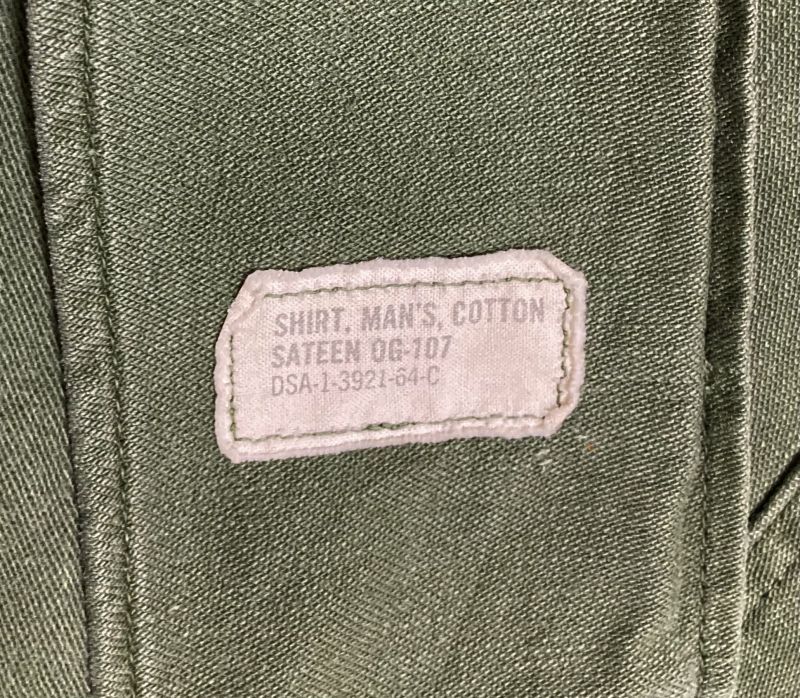 SHIRT, MAN'S, COTTON
SATEEN OG-107
DSA-1-3921-64-C